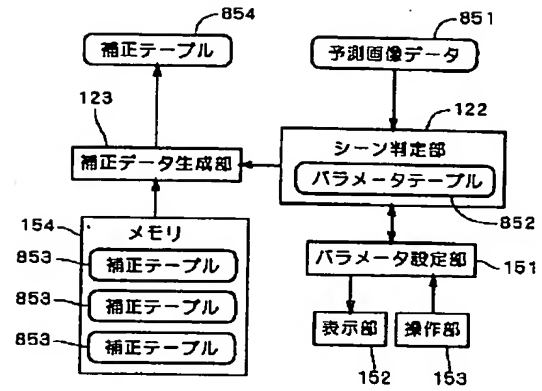 854
補正テーブル
851
予測画像データ
123
補正データ生成部
122
シーン判定部
パラメータテーブル
852
154
メモリ
853
補正テーブル
853
補正テーブル
853
補正テーブル
パラメータ設定部
151
表示部
操作部
152
153